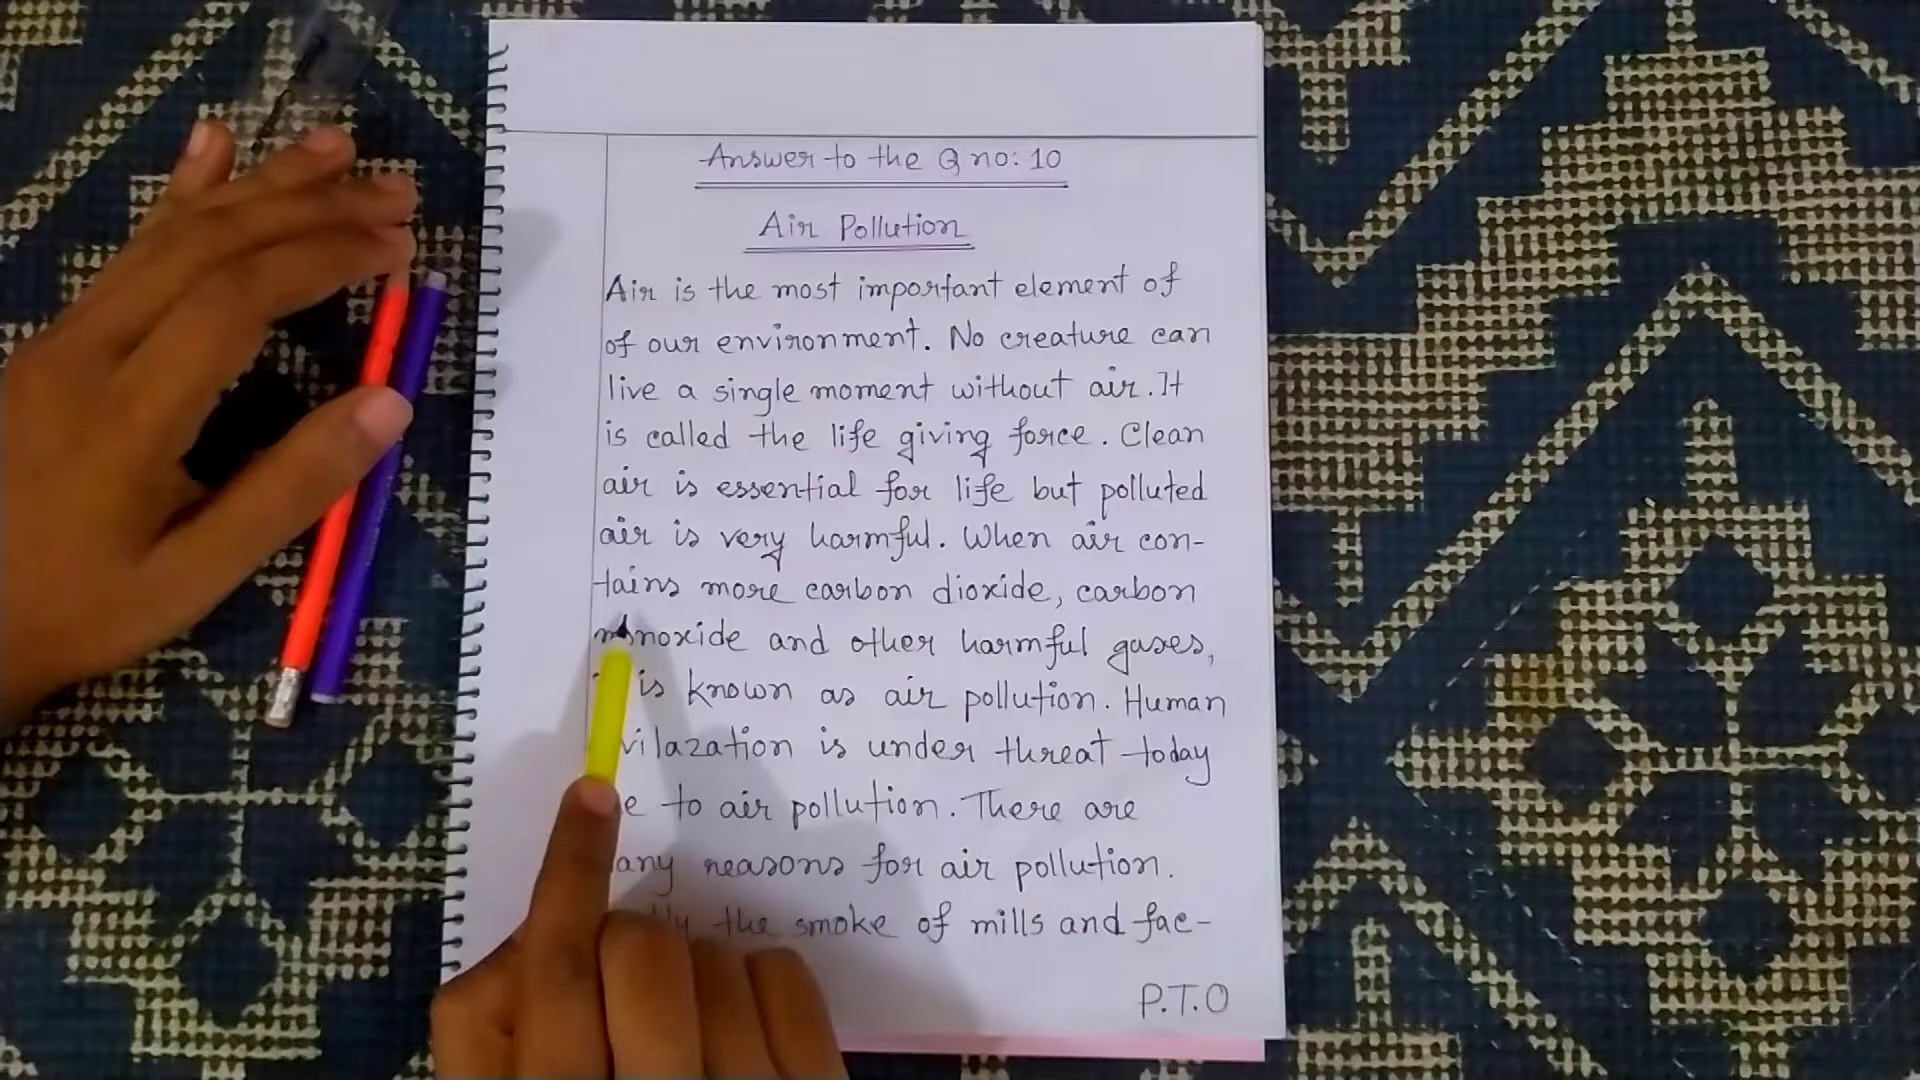 Answer to the Q no: 10
Air Pollution
Air is the most important element of
of our environment. No creature can
live a single moment without air. It
is called the life giving force. Clean
air is essential for life but polluted
air is very harmful. When air con-
tains more carbon dioxide, carbon
monoxide and other harmful gases,
is known as air pollution. Human
vilazation is under threat today
e to air pollution. There are
any reasons for air pollution.
the smoke of mills and fac-
P.T.O